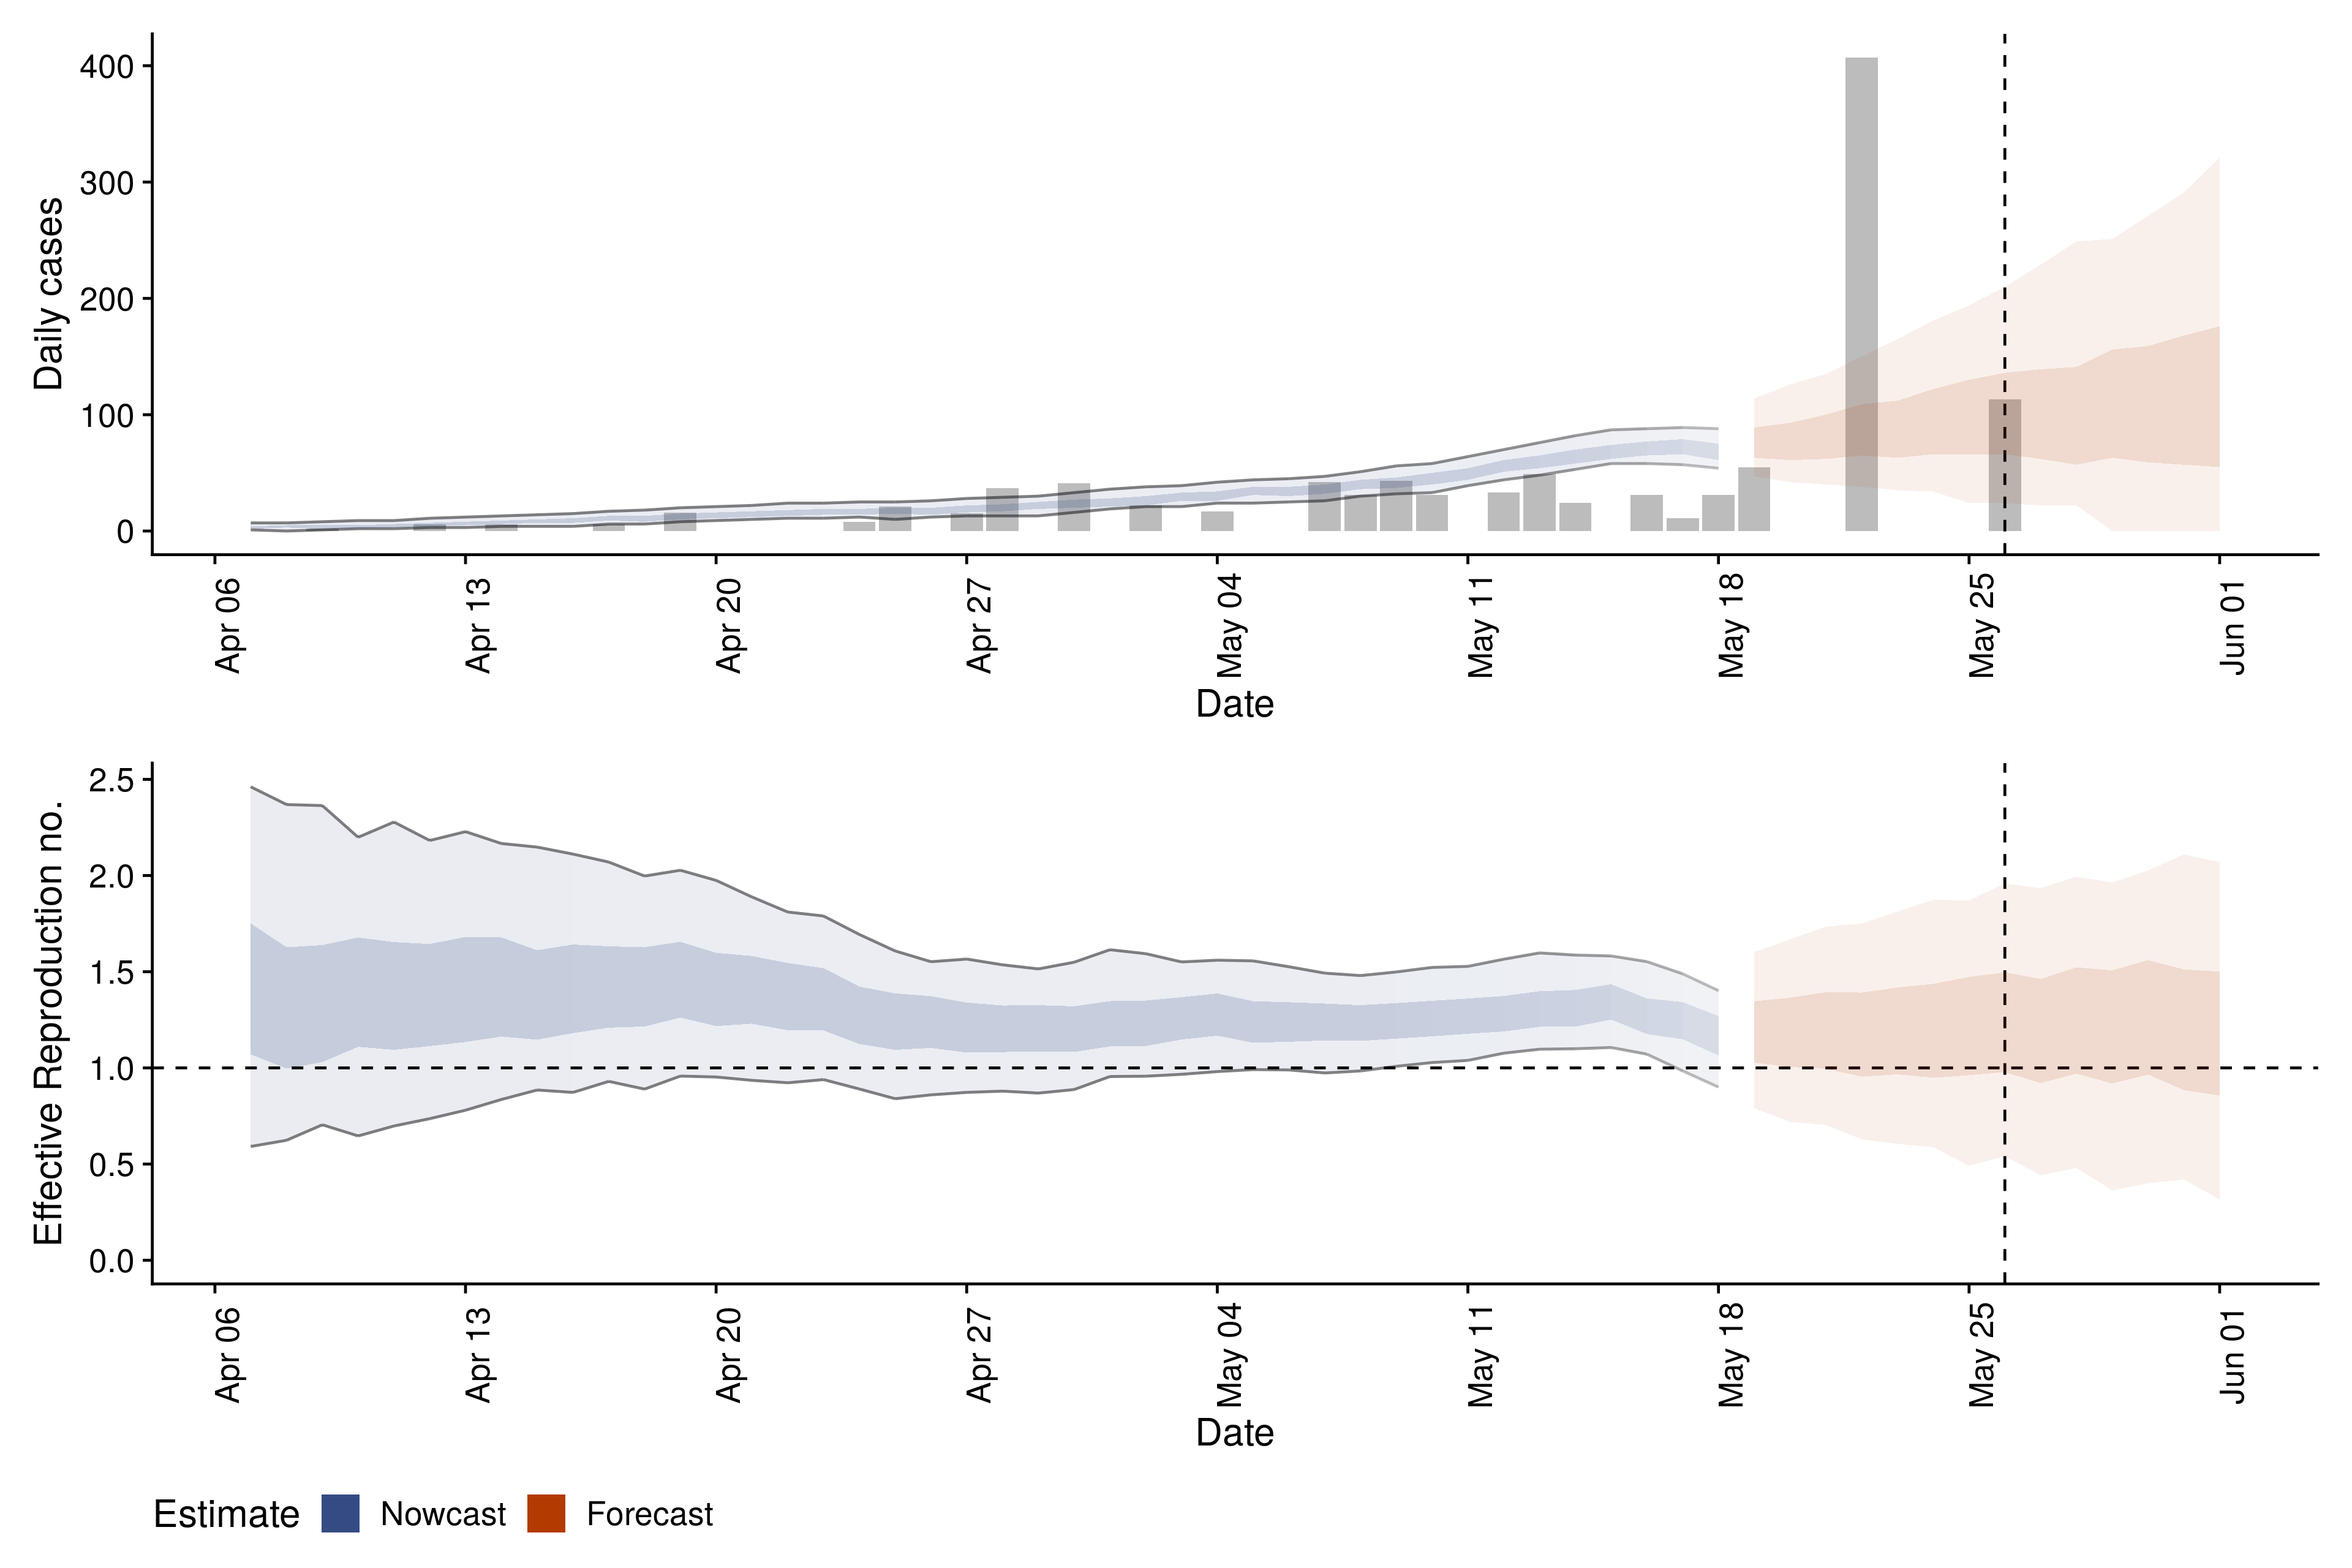 400
300
200
100
0
Daily cases
Apr 06
Apr 13
Apr 20
Apr 27
May 04
May 11
May 18
May 25
Jun 01
Date
2.5
2.0
1.5
1.0
0.5
0.0
Effective Reproduction no.
Apr 06
Apr 13
Apr 20
Apr 27
May 04
May 11
May 18
May 25
Jun 01
Date
Estimate Nowcast Forecast